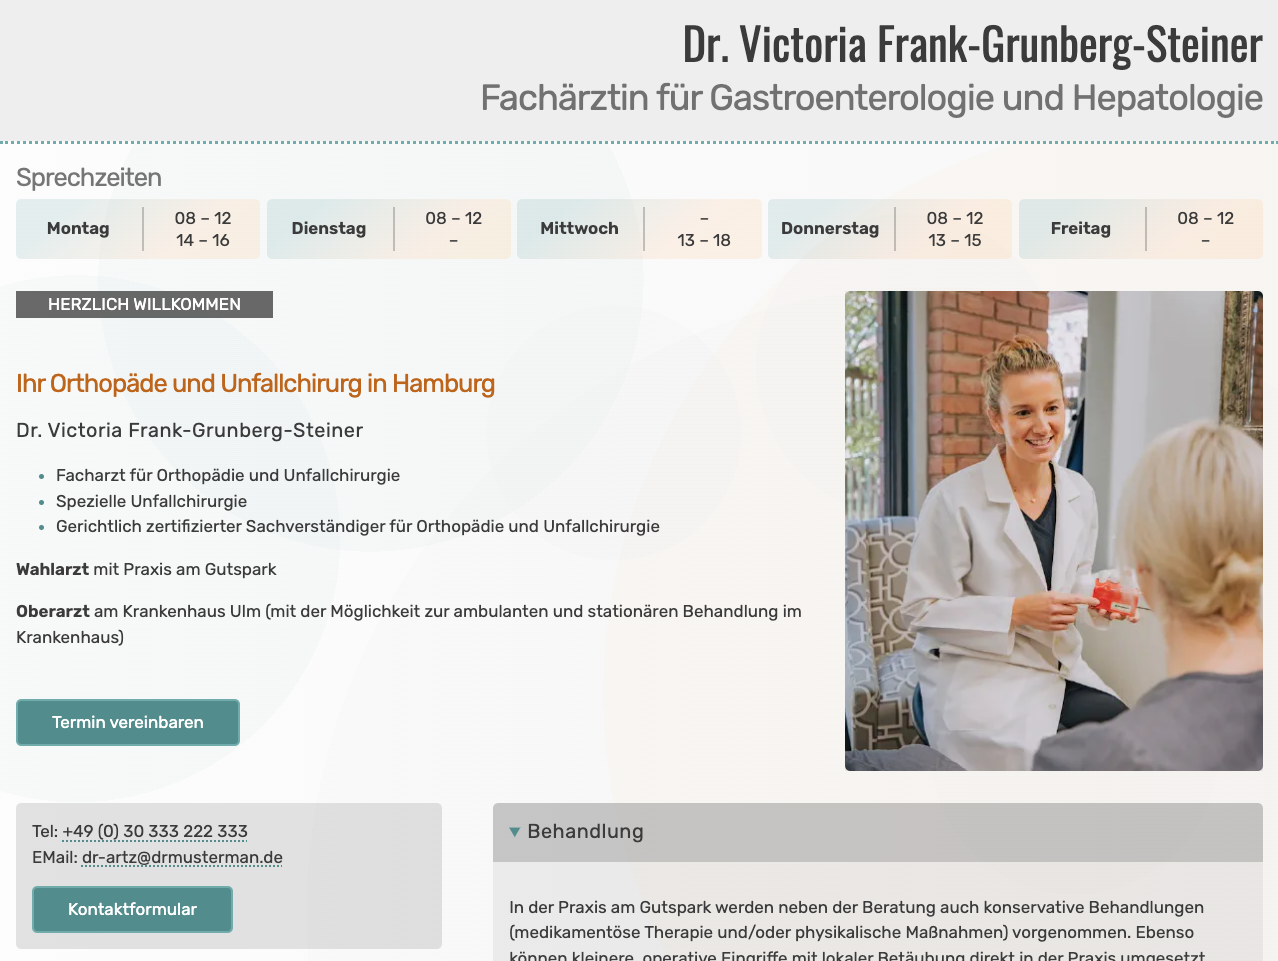 Dr. Victoria Frank-Grunberg-Steiner
Fachärztin für Gastroenterologie und Hepatologie
Sprechzeiten
Montag
08 – 12
14 – 16
Dienstag
08 – 12
–
Mittwoch
–
13 – 18
Donnerstag
08 – 12
13 – 15
Freitag
08 – 12
–
HERZLICH WILLKOMMEN
Ihr Orthopäde und Unfallchirurg in Hamburg
Dr. Victoria Frank-Grunberg-Steiner
• Facharzt für Orthopädie und Unfallchirurgie
• Spezielle Unfallchirurgie
• Gerichtlich zertifizierter Sachverständiger für Orthopädie und Unfallchirurgie
Wahlarzt mit Praxis am Gutspark
Oberarzt am Krankenhaus Ulm (mit der Möglichkeit zur ambulanten und stationären Behandlung im
Krankenhaus)
Termin vereinbaren
Tel: +49 (0) 30 333 222 333
EMail: dr-artz@drmusterman.de
Kontaktformular
▼ Behandlung
In der Praxis am Gutspark werden neben der Beratung auch konservative Behandlungen
(medikamentöse Therapie und/oder physikalische Maßnahmen) vorgenommen. Ebenso
können kleinere, operative Eingriffe mit lokaler Betäubung direkt in der Praxis umgesetzt